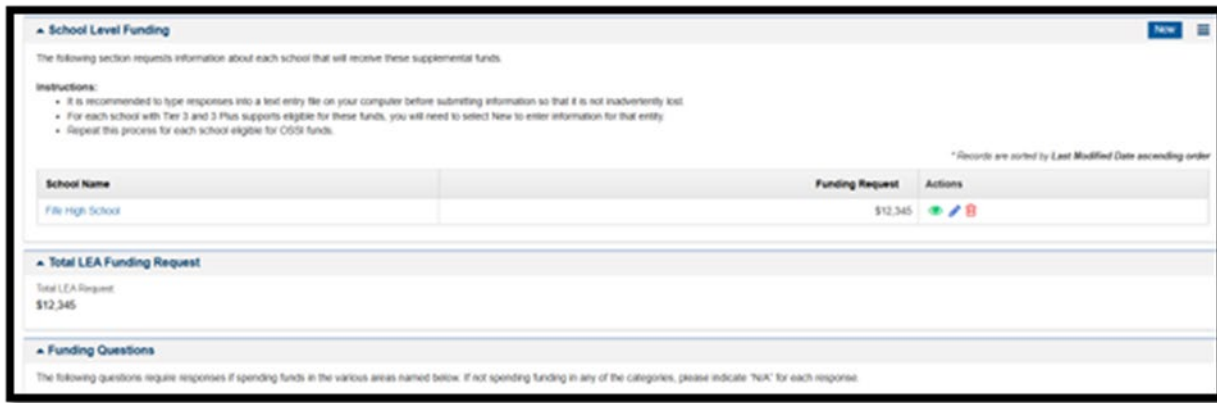 School Level Funding
New
The following section requests information about each school that will receive these supplemental funds.
Instructions:
• It is recommended to type responses into a text entry file on your computer before submitting information so that it is not inadvertently lost.
• For each school with Tier 3 and 3 Plus supports eligible for these funds, you will need to select New to enter information for that entity.
• Repeat this process for each school eligible for OSSI funds.
* Records are sorted by Last Modified Date ascending order
School Name Funding Request Actions
Fife High School $12,345
Total LEA Funding Request
Total LEA Request:
$12,345
Funding Questions
The following questions require responses if spending funds in the various areas named below. If not spending funding in any of the categories, please indicate "N/A" for each response.